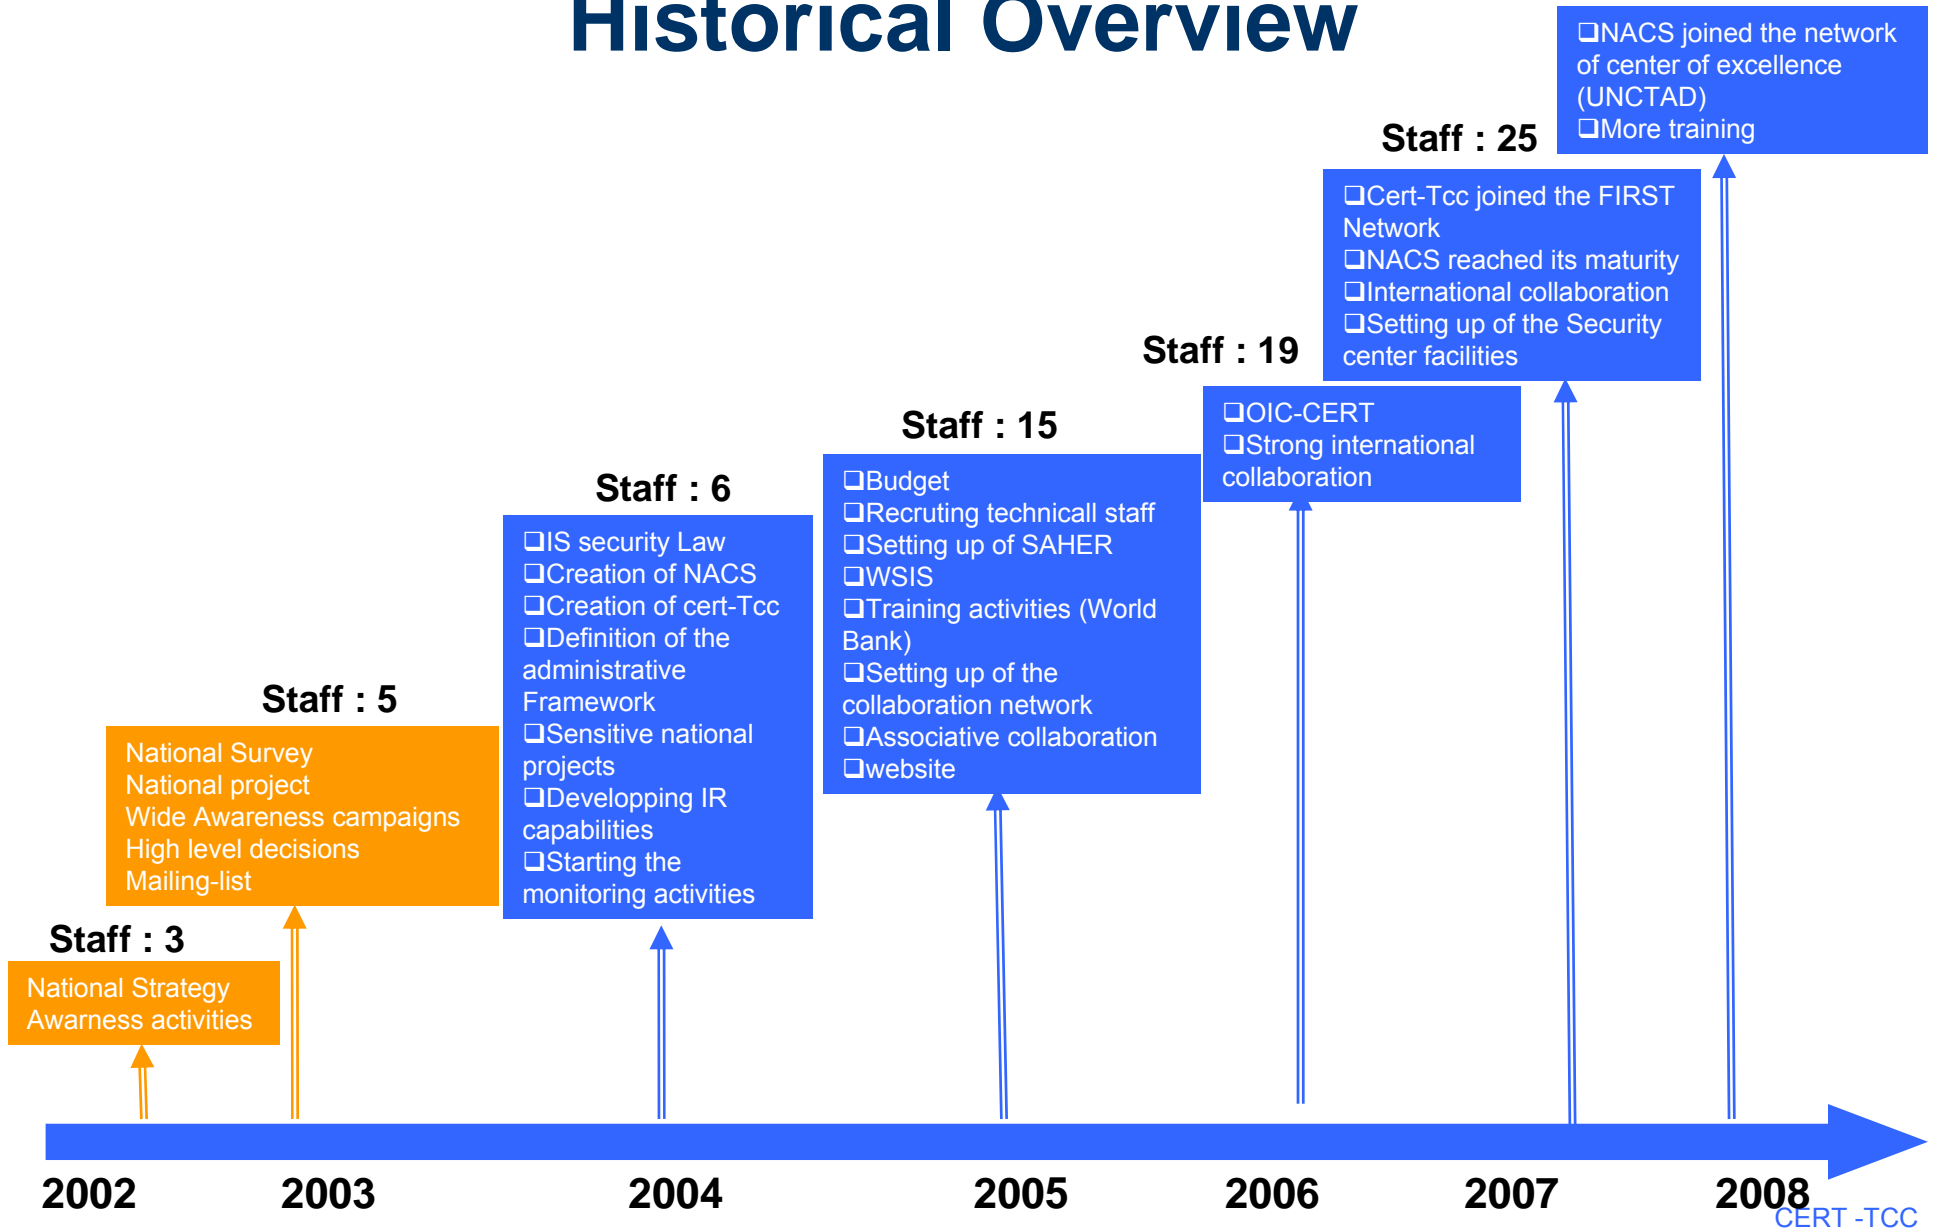 Historical Overview
Staff : 3
National Strategy
Awarness activities
Staff : 5
National Survey
National project
Wide Awareness campaigns
High level decisions
Mailing-list
Staff : 6
❑IS security Law
❑Creation of NACS
❑Creation of cert-Tcc
❑Definition of the
administrative
Framework
❑Sensitive national
projects
❑Developping IR
capabilities
❑Starting the
monitoring activities
Staff : 15
❑Budget
❑Recruting technicall staff
❑Setting up of SAHER
❑WSIS
❑Training activities (World
Bank)
❑Setting up of the
collaboration network
❑Associative collaboration
❑website
Staff : 19
❑OIC-CERT
❑Strong international
collaboration
Staff : 25
❑Cert-Tcc joined the FIRST
Network
❑NACS reached its maturity
❑International collaboration
❑Setting up of the Security
center facilities
❑NACS joined the network
of center of excellence
(UNCTAD)
❑More training
2002 2003 2004 2005 2006 2007 2008
CERT -TCC